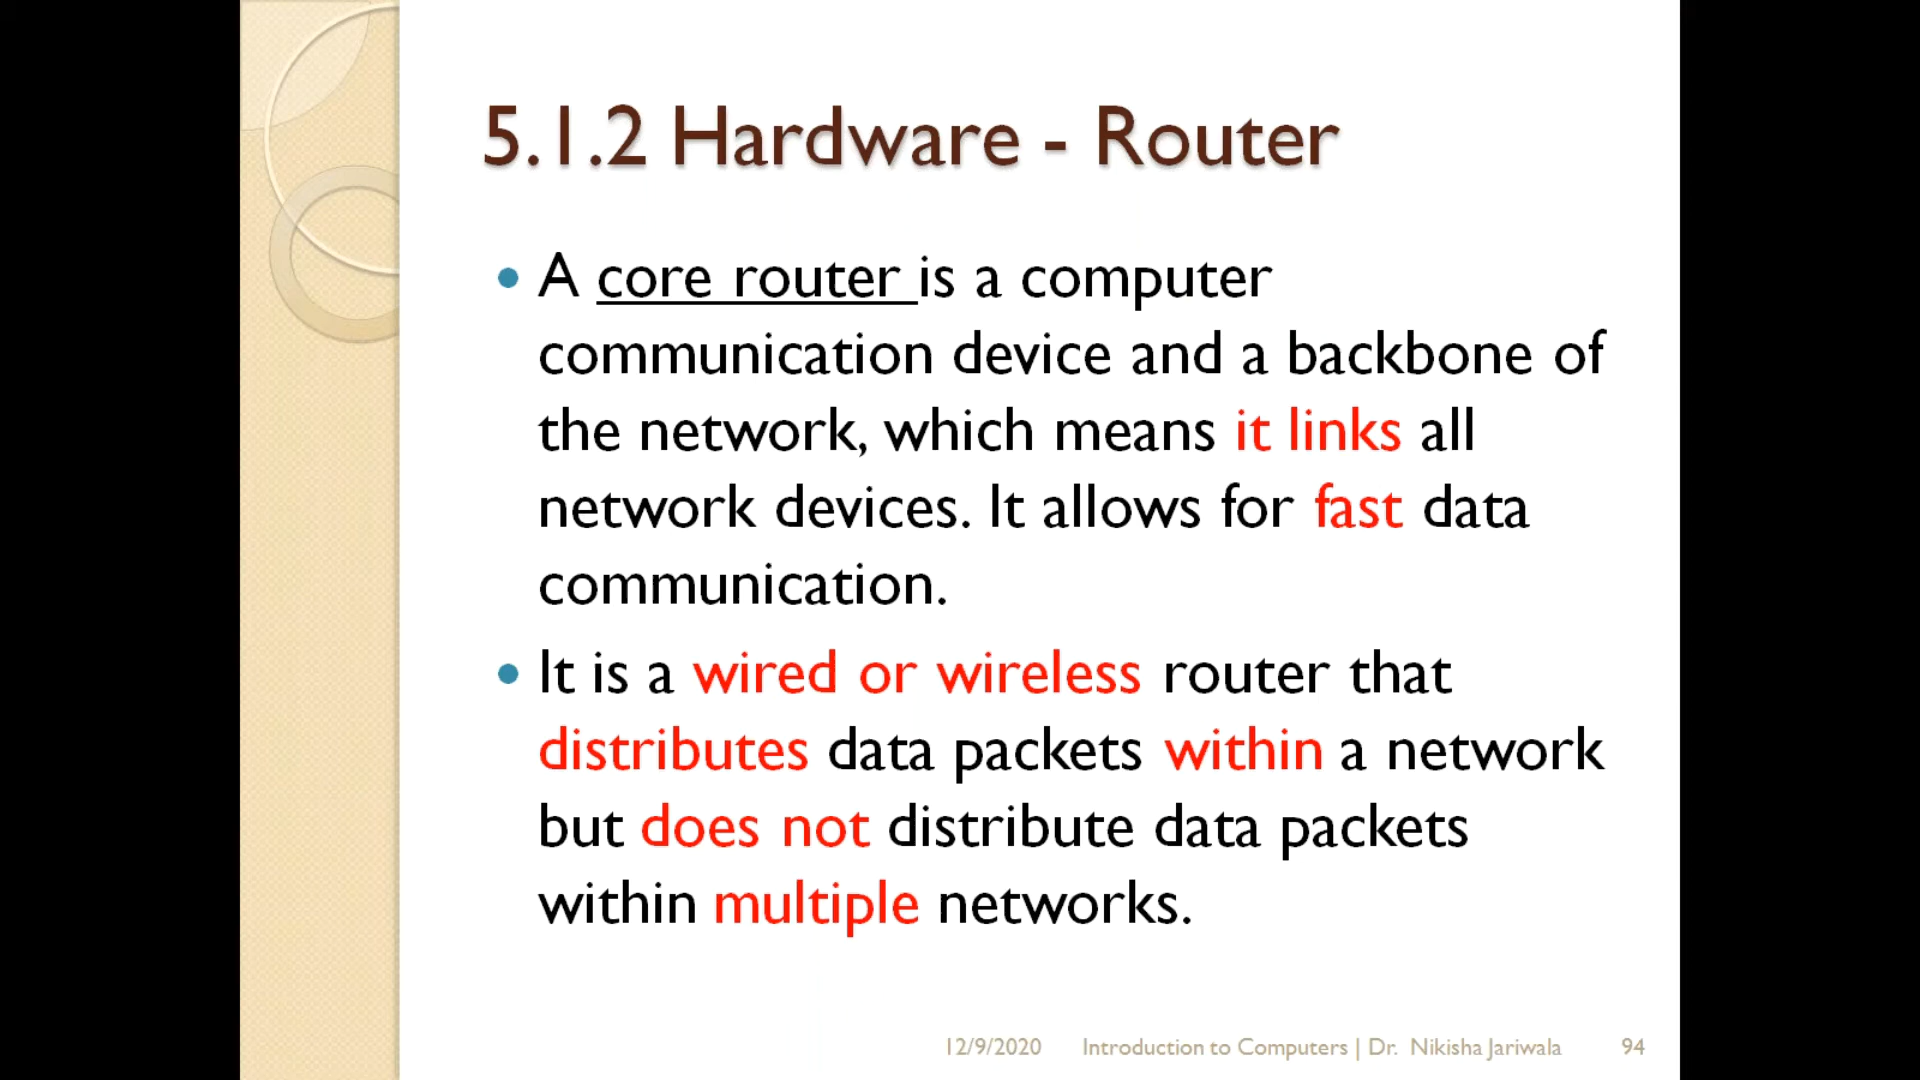 5.1.2 Hardware - Router
• A core router is a computer
communication device and a backbone of
the network, which means it links all
network devices. It allows for fast data
communication.
• It is a wired or wireless router that
distributes data packets within a network
but does not distribute data packets
within multiple networks.
12/9/2020 Introduction to Computers | Dr. Nikisha Jariwala 94